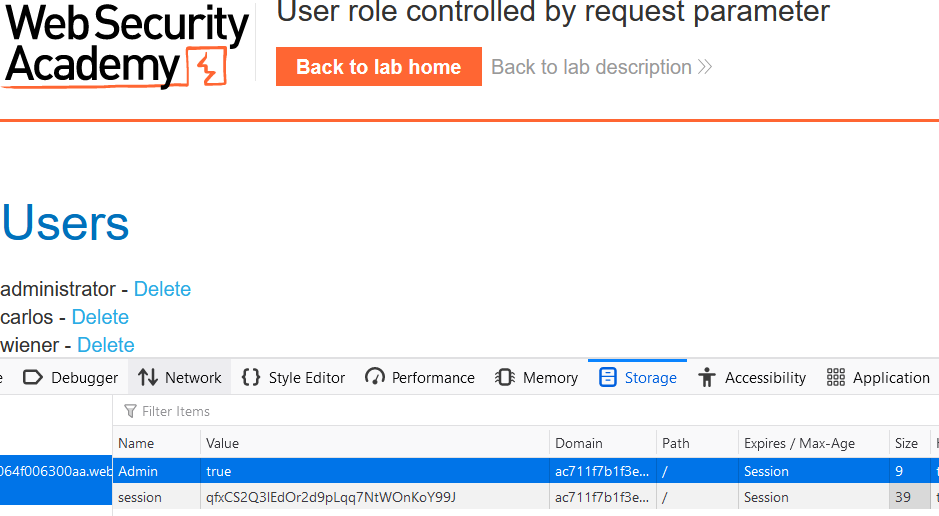 Web Security
Academy
User role controlled by request parameter
Back to lab home Back to lab description
Users
administrator - Delete
carlos - Delete
wiener - Delete
Debugger Network Style Editor Performance Memory Storage Accessibility Application
Filter Items
Name Value Domain Path Expires / Max-Age Size
064f006300aa.web Admin true ac711f7b1f3e... / Session 9
session qfxCS2Q3lEdOr2d9pLqq7NtWOnKoY99J ac711f7b1f3e... / Session 39